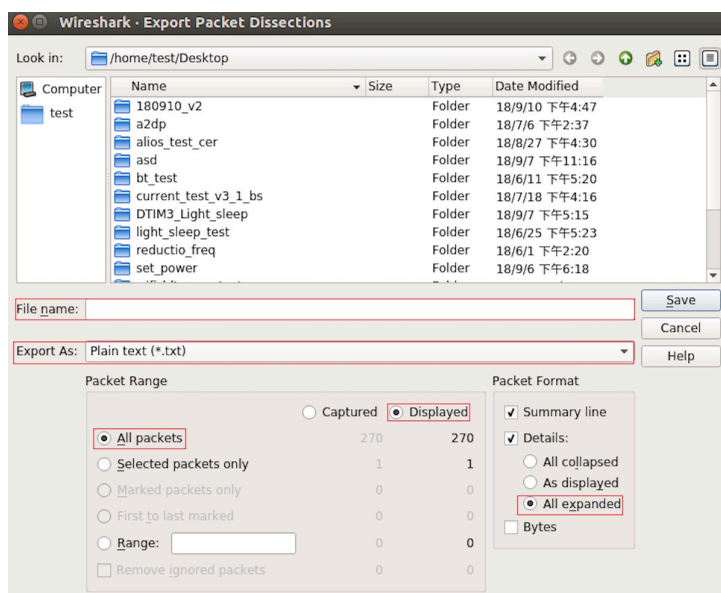 Wireshark · Export Packet Dissections
Look in: /home/test/Desktop
Computer
test
Name Size Type Date Modified
180910_v2 Folder 18/9/10 下午4:47
a2dp Folder 18/7/6 下午2:37
alios_test_cer Folder 18/8/27 下午4:30
asd Folder 18/9/7 下午11:16
bt_test Folder 18/6/11 下午5:20
current_test_v3_1_bs Folder 18/7/18 下午4:16
DTIM3_Light_sleep Folder 18/9/7 下午5:15
light_sleep_test Folder 18/6/25 下午5:23
reductio_freq Folder 18/6/1 下午2:20
set_power Folder 18/9/6 下午6:18
File name:
Save
Cancel
Export As: Plain text (*.txt)
Help
Packet Range
Captured Displayed
All packets 270 270
Selected packets only 1 1
Marked packets only 0 0
First to last marked 0 0
Range: 0 0
Remove ignored packets 0 0
Packet Format
Summary line
Details:
All collapsed
As displayed
All expanded
Bytes